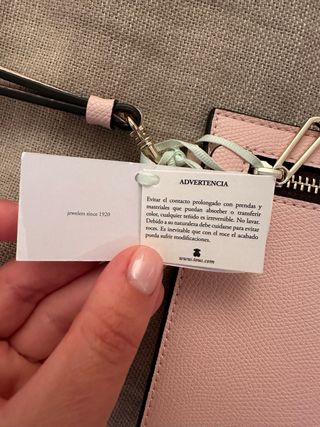 jewelers since 1920
ADVERTENCIA
Evitar el contacto prolongado con prendas y
materiales que puedan absorber o transferir
color, cualquier teñido es irreversible. No lavar.
Debido a su naturaleza debe cuidarse para evitar
roces. Es inevitable que con el roce el acabado
pueda sufrir modificaciones.
www.tous.com